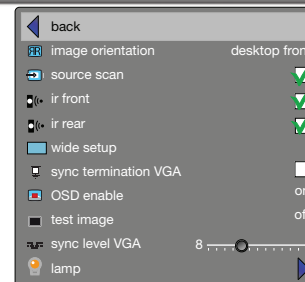 back
image orientation desktop fron
source scan
ir front
ir rear
wide setup
sync termination VGA
OSD enable on
test image of
sync level VGA 8
lamp